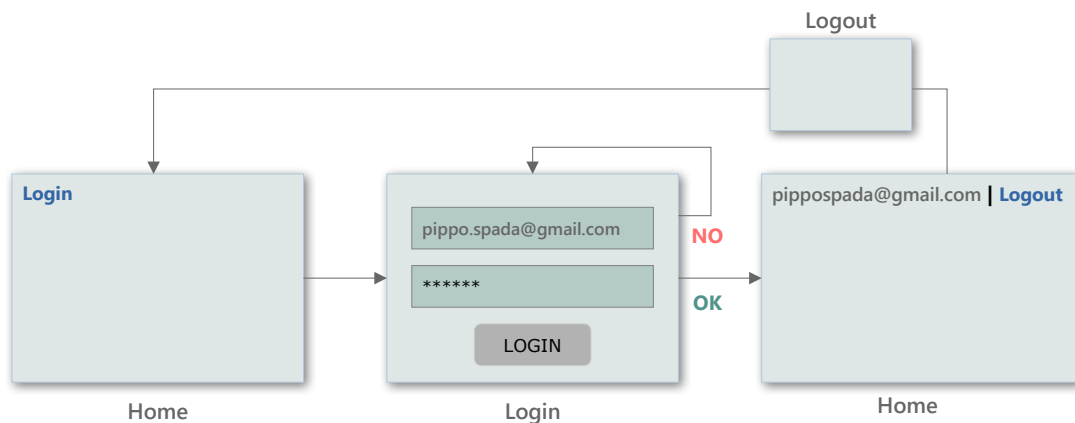 Logout
Login
pippo.spada@gmail.com
******
LOGIN
NO
OK
pippospada@gmail.com | Logout
Home
Login
Home